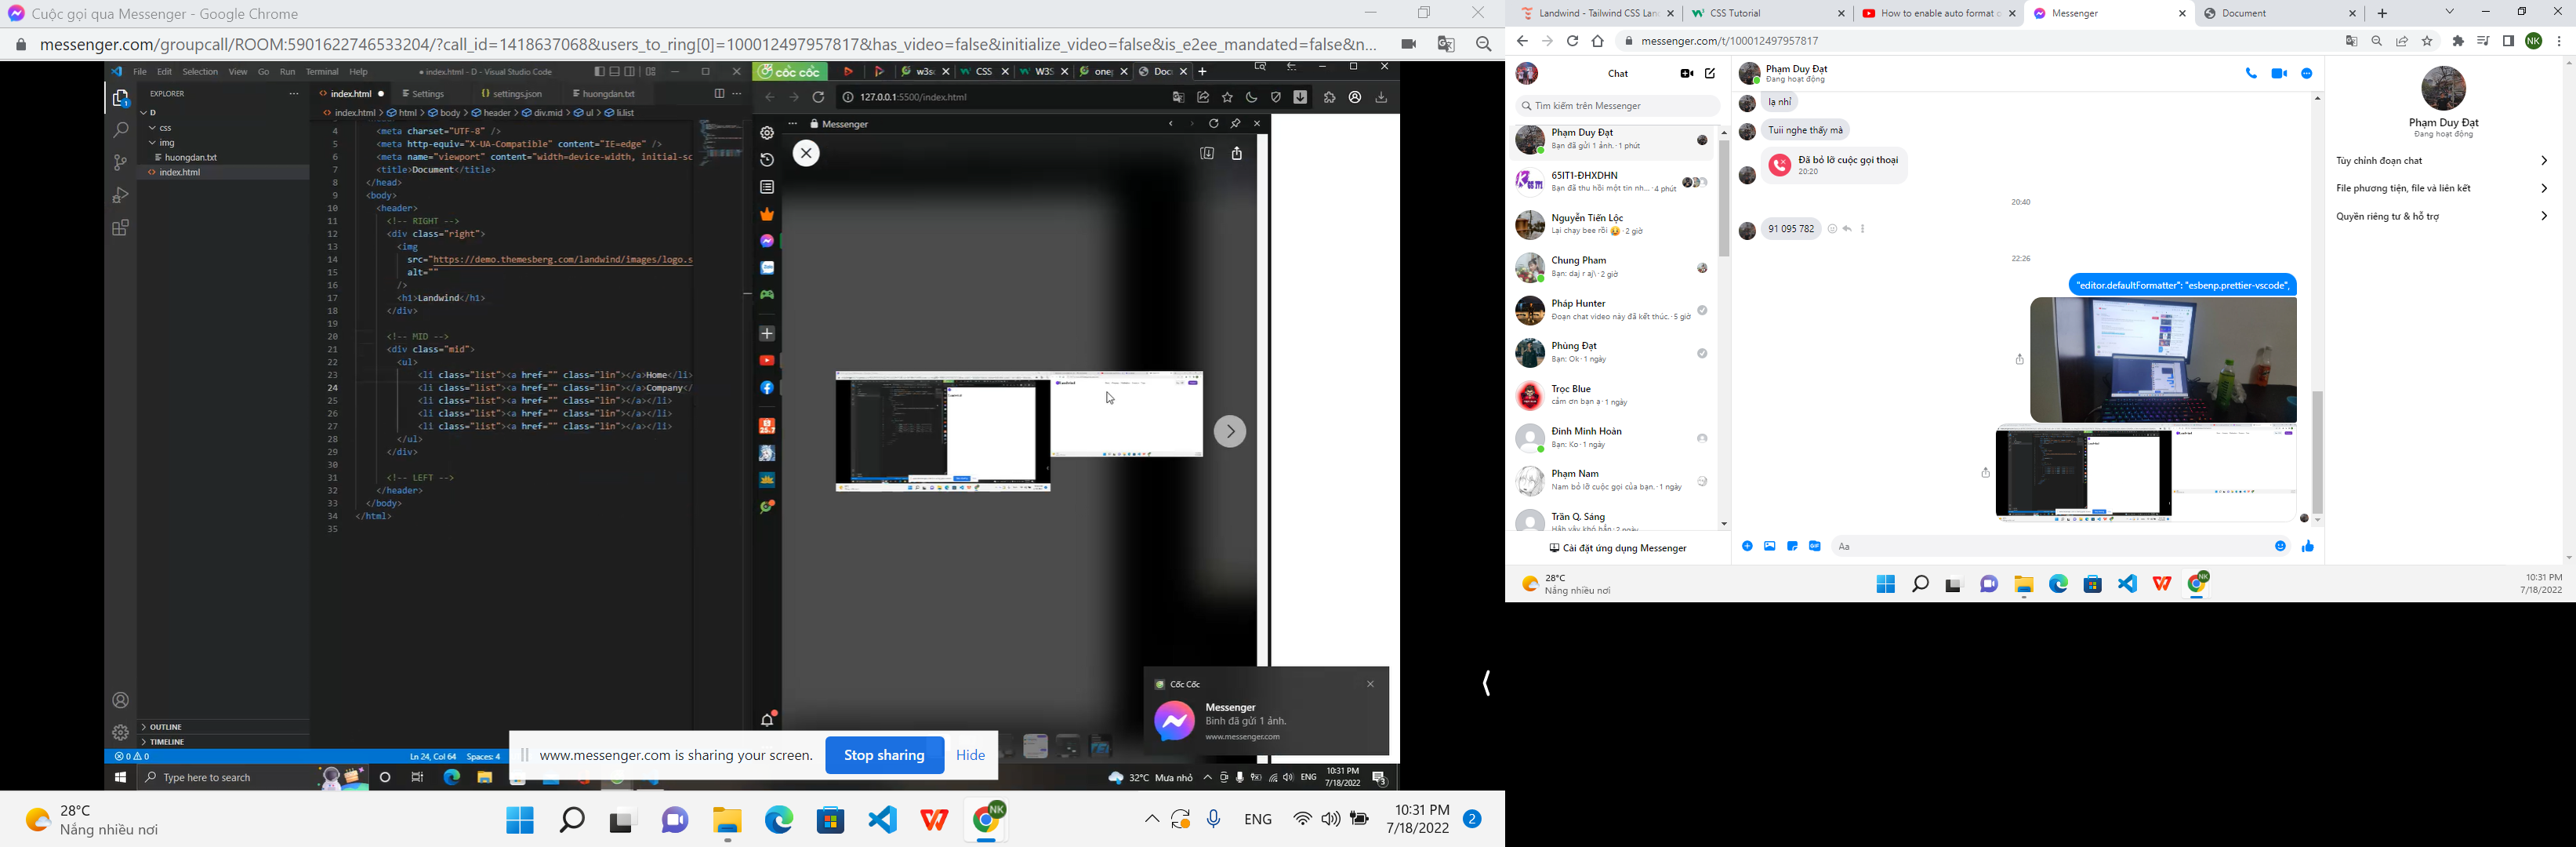 Cuộc gọi qua Messenger - Google Chrome
messenger.com/groupcall/ROOM:5901622746533204/?call_id=1418637068&users_to_ring[0]=100012497957817&has_video=false&initialize_video=false&is_e2ee_mandated=false&n...
File Edit Selection View Go Run Terminal Help
● index.html - D - Visual Studio Code
EXPLORER
D
css
img
huongdan.txt
index.html
OUTLINE
TIMELINE
index.html ●
Settings
settings.json
huongdan.txt
index.html > html > body > header > div.mid > ul > li.list
4 <meta charset="UTF-8" />
5 <meta http-equiv="X-UA-Compatible" content="IE=edge" />
6 <meta name="viewport" content="width=device-width, initial-sc
7 <title>Document</title>
8 </head>
9 <body>
10 <header>
11 <!-- RIGHT -->
12 <div class="right">
13 <img
14 src="https://demo.themesberg.com/landwind/images/logo.s
15 alt=""
16 />
17 <h1>Landwind</h1>
18 </div>
19
20 <!-- MID -->
21 <div class="mid">
22 <ul>
23 <li class="list"><a href="" class="lin"></a>Home</li>
24 <li class="list"><a href="" class="lin"></a>Company</
25 <li class="list"><a href="" class="lin"></a></li>
26 <li class="list"><a href="" class="lin"></a></li>
27 <li class="list"><a href="" class="lin"></a></li>
28 </ul>
29 </div>
30
31 <!-- LEFT -->
32 </header>
33 </body>
34 </html>
35
0 0
Ln 24, Col 64 Spaces: 4
Type here to search
cốc cốc
w3s
CSS
W3S
one
Doc
127.0.0.1:5500/index.html
Messenger
Cốc Cốc
Messenger
Bình đã gửi 1 ảnh.
www.messenger.com
www.messenger.com is sharing your screen.
Stop sharing
Hide
32°C Mưa nhỏ
ENG
10:31 PM
7/18/2022
3
28°C
Nắng nhiều nơi
NK
ENG
10:31 PM
7/18/2022
2
Landwind - Tailwind CSS Lan
CSS Tutorial
How to enable auto format
Messenger
Document
messenger.com/t/100012497957817
NK
Chat
Tìm kiếm trên Messenger
Phạm Duy Đạt
Bạn đã gửi 1 ảnh. · 1 phút
65IT1-ĐHXDHN
Bạn đã thu hồi một tin nh... · 4 phút
Nguyễn Tiến Lộc
Lại chạy bee rồi · 2 giờ
Chung Pham
Bạn: daj r aj\ · 2 giờ
Pháp Hunter
Đoạn chat video này đã kết thúc. · 5 giờ
Phùng Đạt
Bạn: Ok · 1 ngày
Trọc Blue
cảm ơn bạn ạ · 1 ngày
Đinh Minh Hoàn
Bạn: Ko · 1 ngày
Phạm Nam
Nam bỏ lỡ cuộc gọi của bạn. · 1 ngày
Trần Q. Sáng
Cài đặt ứng dụng Messenger
Phạm Duy Đạt
Đang hoạt động
lạ nhỉ
Tuii nghe thấy mà
Đã bỏ lỡ cuộc gọi thoại
20:20
20:40
91 095 782
22:26
"editor.defaultFormatter": "esbenp.prettier-vscode",
Aa
GIF
Phạm Duy Đạt
Đang hoạt động
Tùy chỉnh đoạn chat
File phương tiện, file và liên kết
Quyền riêng tư & hỗ trợ
28°C
Nắng nhiều nơi
NK
10:31 PM
7/18/2022